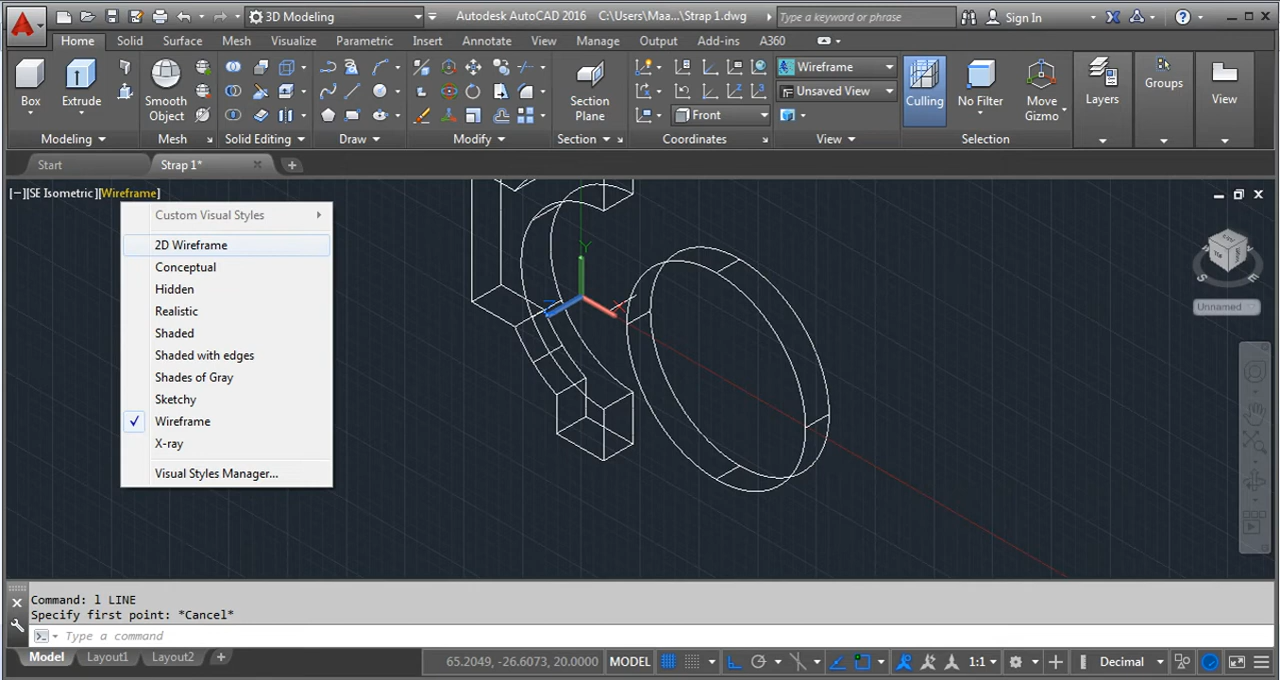 3D Modeling Autodesk AutoCAD 2016 C:\Users\Maa...\Strap 1.dwg Type a keyword or phrase Sign In
Home Solid Surface Mesh Visualize Parametric Insert Annotate View Manage Output Add-ins A360
Wireframe
Unsaved View
Front
Box Extrude Smooth Object Section Plane Culling No Filter Move Gizmo Layers Groups View
Modeling Mesh Solid Editing Draw Modify Section Coordinates View Selection
Start Strap 1*
[−][SE Isometric][Wireframe]
Custom Visual Styles
2D Wireframe
Conceptual
Hidden
Realistic
Shaded
Shaded with edges
Shades of Gray
Sketchy
Wireframe
X-ray
Visual Styles Manager...
Y
X
Z
S
E
Unnamed
Command: l LINE
Specify first point: *Cancel*
Type a command
Model Layout1 Layout2
65.2049, -26.6073, 20.0000 MODEL 1:1 Decimal